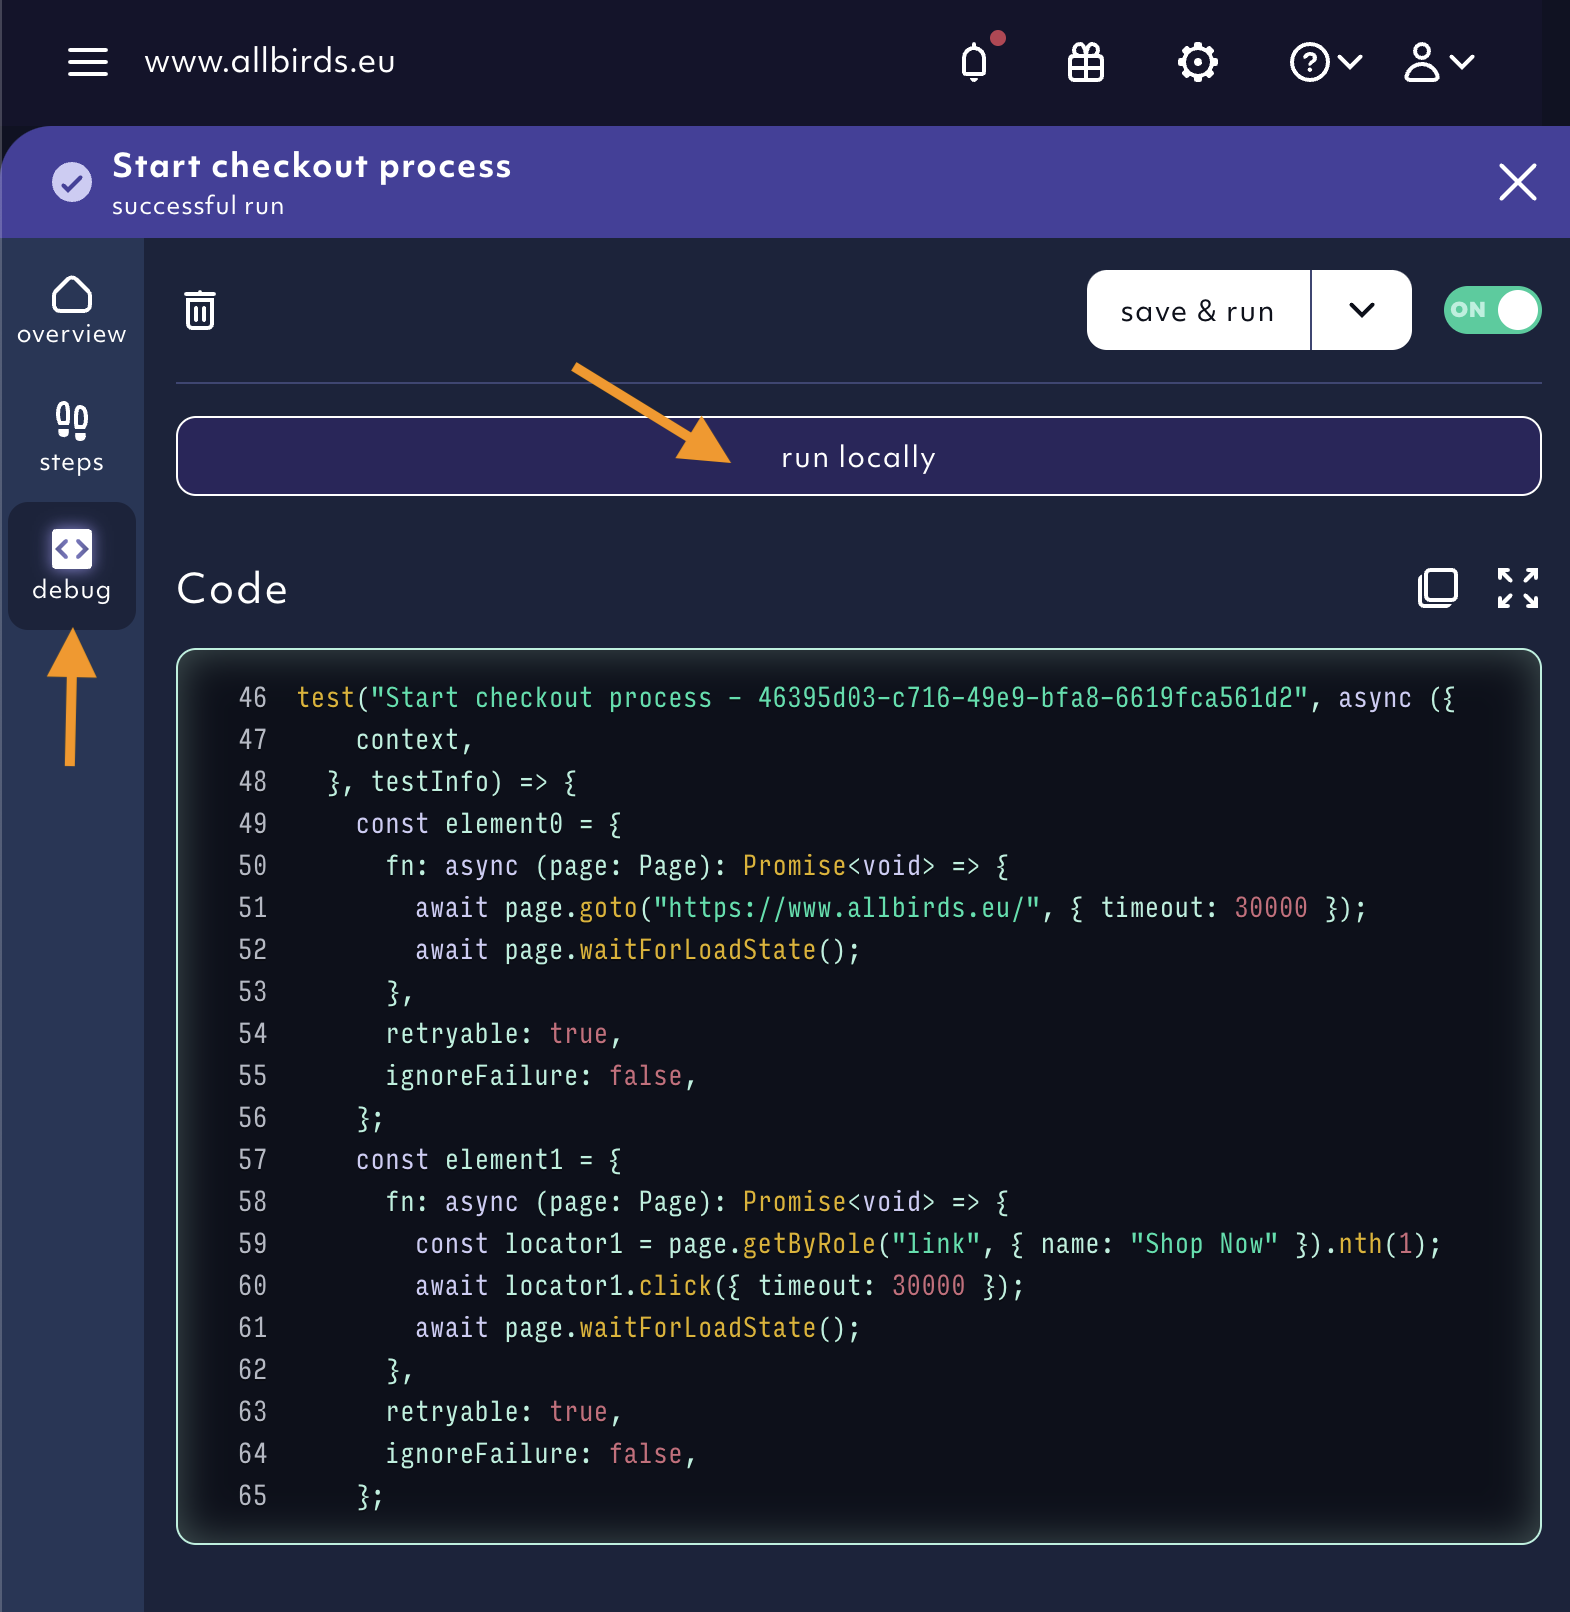 www.allbirds.eu
Start checkout process
successful run
overview
steps
debug
save & run
ON
run locally
Code
46 test("Start checkout process - 46395d03-c716-49e9-bfa8-6619fca561d2", async ({
47     context,
48   }, testInfo) => {
49     const element0 = {
50       fn: async (page: Page): Promise<void> => {
51         await page.goto("https://www.allbirds.eu/", { timeout: 30000 });
52         await page.waitForLoadState();
53       },
54       retryable: true,
55       ignoreFailure: false,
56     };
57     const element1 = {
58       fn: async (page: Page): Promise<void> => {
59         const locator1 = page.getByRole("link", { name: "Shop Now" }).nth(1);
60         await locator1.click({ timeout: 30000 });
61         await page.waitForLoadState();
62       },
63       retryable: true,
64       ignoreFailure: false,
65     };